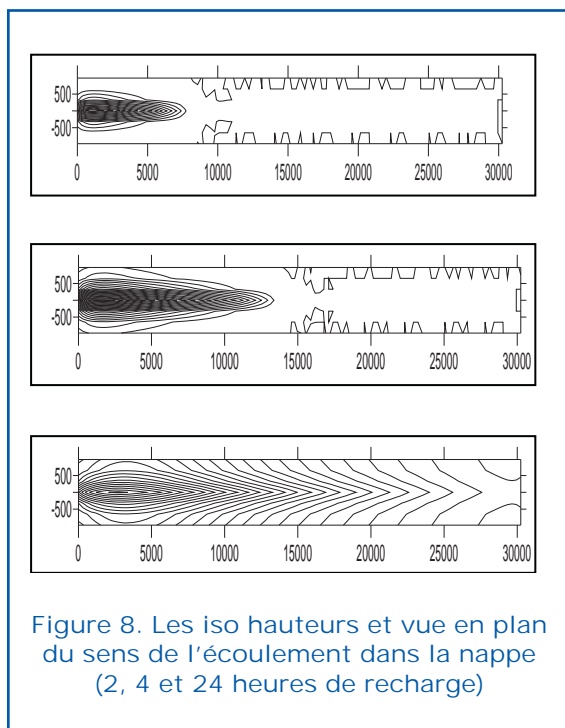 500
-500
0 5000 10000 15000 20000 25000 30000
500
-500
0 5000 10000 15000 20000 25000 30000
500
-500
0 5000 10000 15000 20000 25000 30000
Figure 8. Les iso hauteurs et vue en plan
du sens de l'écoulement dans la nappe
(2, 4 et 24 heures de recharge)